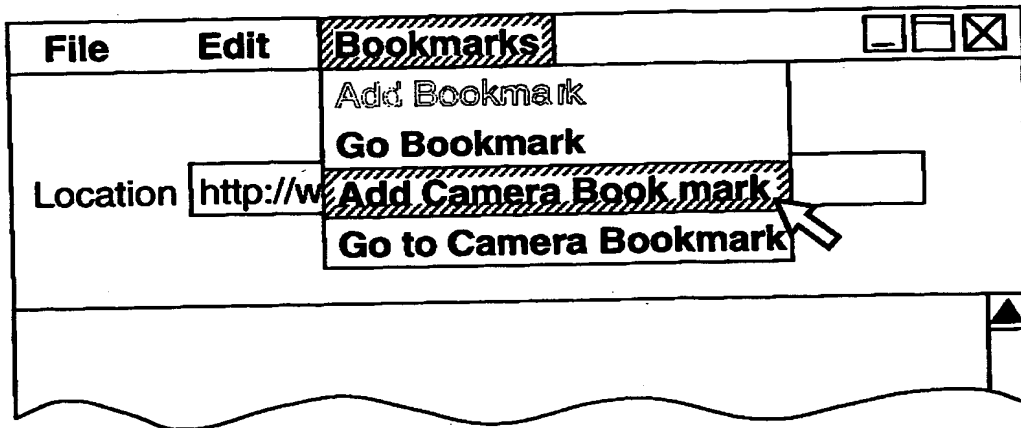 File Edit Bookmarks
Add Bookmark
Go Bookmark
Location http://w Add Camera Book mark
Go to Camera Bookmark